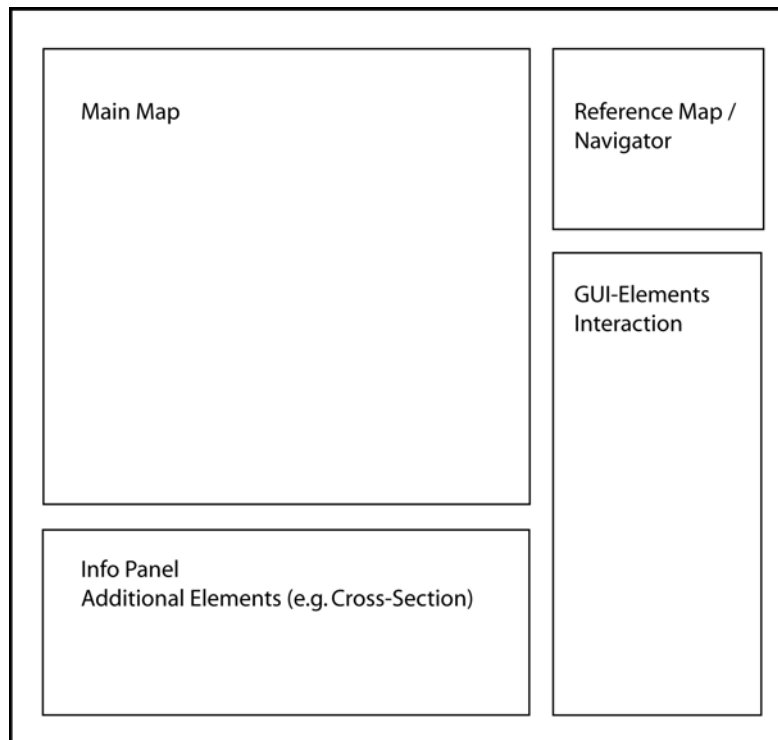 Main Map
Reference Map /
Navigator
GUI-Elements
Interaction
Info Panel
Additional Elements (e.g. Cross-Section)